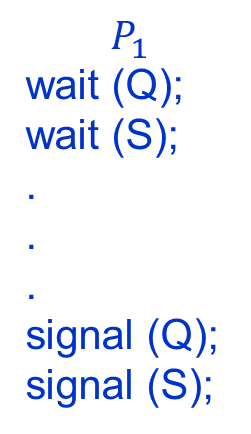 P₁
wait (Q);
wait (S);
.
.
.
signal (Q);
signal (S);